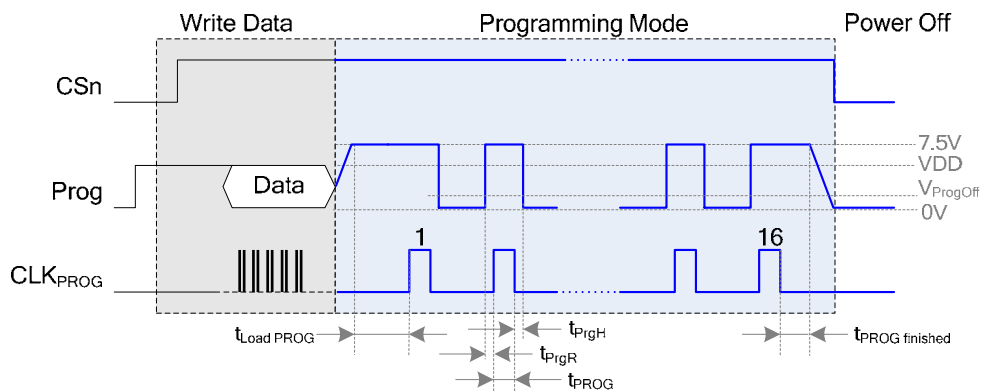 Write Data Programming Mode Power Off
CSn
7.5V
VDD
Prog Data VProgOff
0V
1 16
CLKPROG
tLoad PROG tPrgH tPROG finished
tPrgR
tPROG